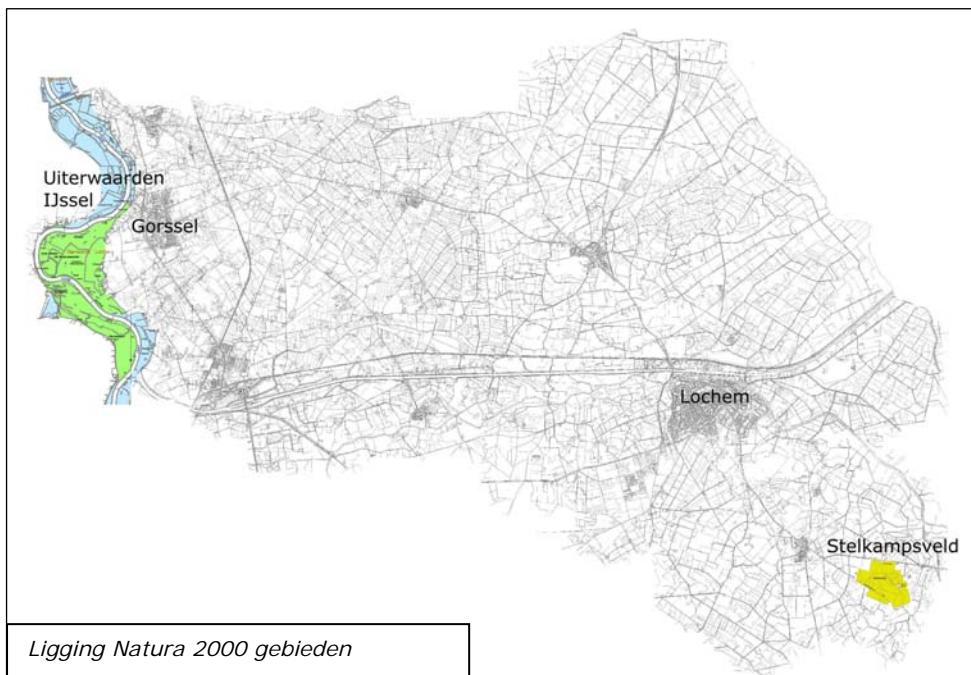 Uiterwaarden
IJssel
Gorssel
Lochem
Stelkampsveld
Ligging Natura 2000 gebieden